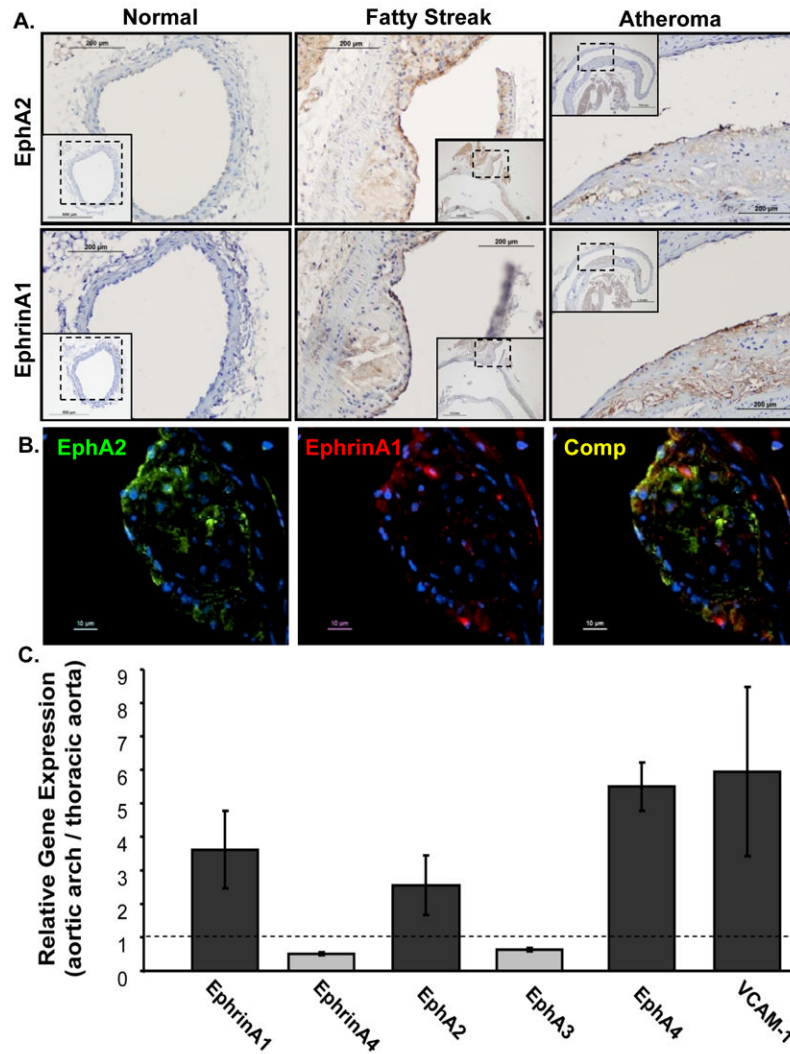 A. Normal Fatty Streak Atheroma
EphA2
200 μm
200 μm
200 μm
EphrinA1
200 μm
200 μm
200 μm
B. EphA2 EphrinA1 Comp
10 μm
10 μm
10 μm
C.
Relative Gene Expression
(aortic arch / thoracic aorta)
9
8
7
6
5
4
3
2
1
0
EphrinA1
EphrinA4
EphA2
EphA3
EphA4
VCAM-1